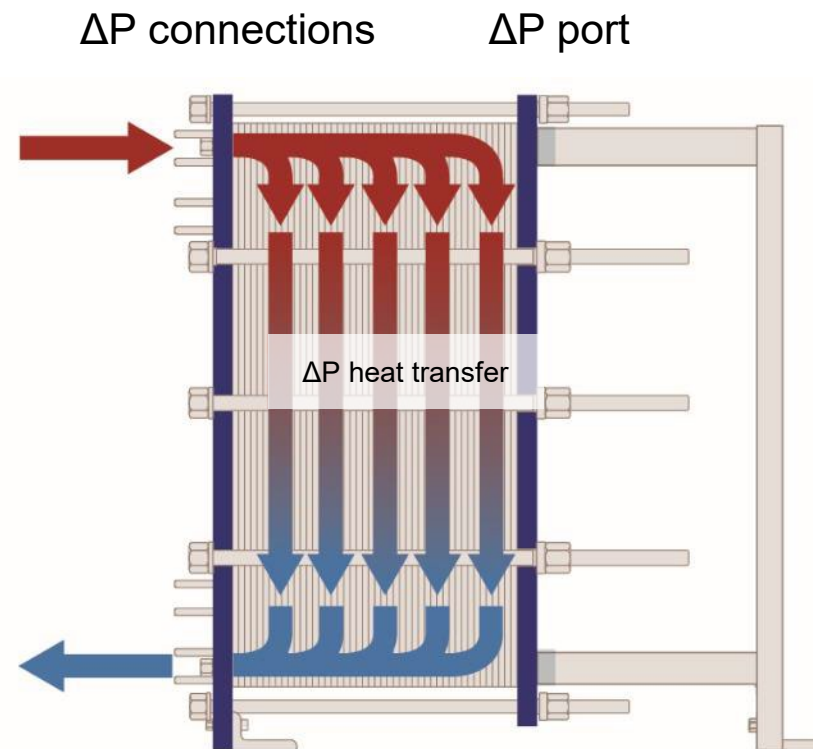 ΔP connections ΔP port
ΔP heat transfer